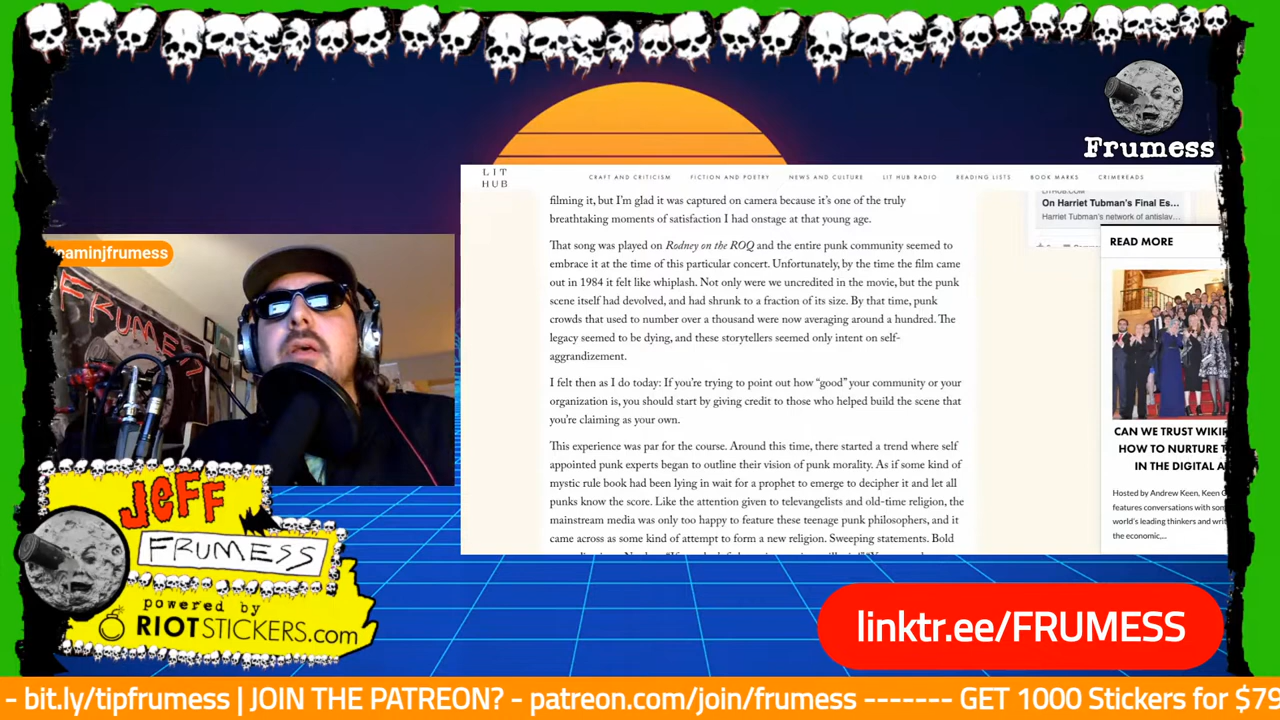 Frumess
LIT
HUB
CRAFT AND CRITICISM
FICTION AND POETRY
NEWS AND CULTURE
LIT HUB RADIO
READING LISTS
BOOK MARKS
CRIMEREADS
filming it, but I'm glad it was captured on camera because it's one of the truly
breathtaking moments of satisfaction I had onstage at that young age.
That song was played on Rodney on the ROQ and the entire punk community seemed to
embrace it at the time of this particular concert. Unfortunately, by the time the film came
out in 1984 it felt like whiplash. Not only were we uncredited in the movie, but the punk
scene itself had devolved, and had shrunk to a fraction of its size. By that time, punk
crowds that used to number over a thousand were now averaging around a hundred. The
legacy seemed to be dying, and these storytellers seemed only intent on self-
aggrandizement.
I felt then as I do today: If you're trying to point out how “good” your community or your
organization is, you should start by giving credit to those who helped build the scene that
you're claiming as your own.
This experience was par for the course. Around this time, there started a trend where self
appointed punk experts began to outline their vision of punk morality. As if some kind of
mystic rule book had been lying in wait for a prophet to emerge to decipher it and let all
punks know the score. Like the attention given to televangelists and old-time religion, the
mainstream media was only too happy to feature these teenage punk philosophers, and it
came across as some kind of attempt to form a new religion. Sweeping statements. Bold
LITHUB.COM
On Harriet Tubman's Final Es...
Harriet Tubman's network of antislav...
READ MORE
CAN WE TRUST WIKI
HOW TO NURTURE T
IN THE DIGITAL A
Hosted by Andrew Keen, Keen
features conversations with som
world's leading thinkers and writ
the economic,...
eaminjfrumess
FRUMESS
JEFF
FRUMESS
powered by
RIOTSTICKERS.com
linktr.ee/FRUMESS
- bit.ly/tipfrumess | JOIN THE PATREON? - patreon.com/join/frumess ------- GET 1000 Stickers for $79